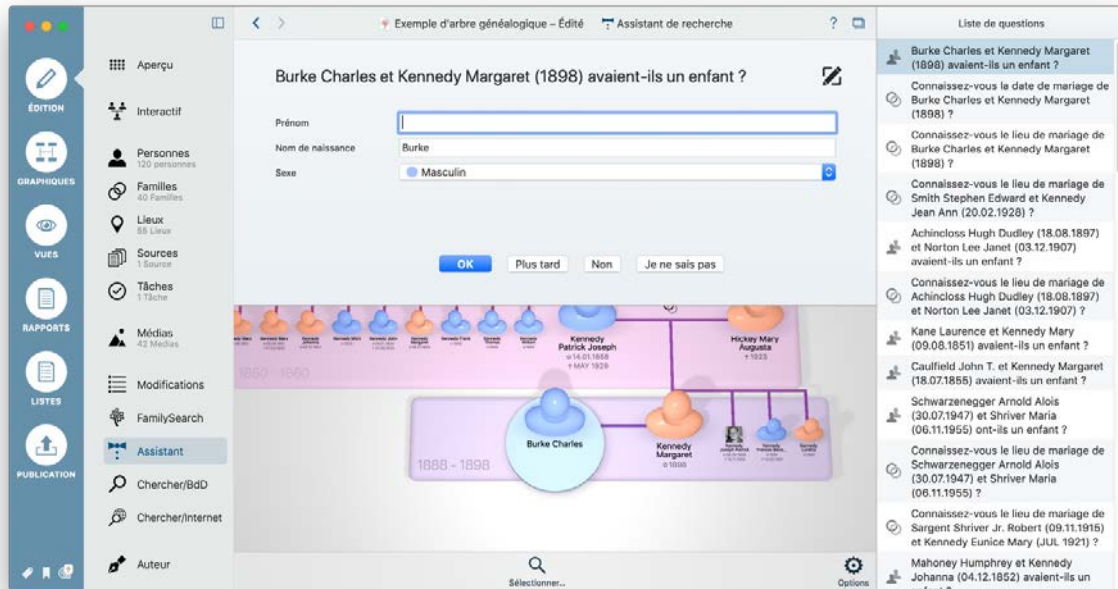 Exemple d'arbre généalogique – Édité
Assistant de recherche
?
Liste de questions
ÉDITION
GRAPHIQUES
VUES
RAPPORTS
LISTES
PUBLICATION
Aperçu
Interactif
Personnes
120 personnes
Familles
40 Familles
Lieux
55 Lieux
Sources
1 Source
Tâches
1 Tâche
Médias
42 Medias
Modifications
FamilySearch
Assistant
Chercher/BdD
Chercher/Internet
Auteur
Burke Charles et Kennedy Margaret (1898) avaient-ils un enfant ?
Prénom
Nom de naissance
Burke
Sexe
Masculin
OK
Plus tard
Non
Je ne sais pas
Kennedy
Patrick Joseph
14.01.1858
† MAY 1929
Hickey Mary
Augusta
† 1923
Burke Charles
Kennedy
Margaret
1898
1888 - 1898
Sélectionner...
Options
Burke Charles et Kennedy Margaret
(1898) avaient-ils un enfant ?
Connaissez-vous la date de mariage de
Burke Charles et Kennedy Margaret
(1898) ?
Connaissez-vous le lieu de mariage de
Burke Charles et Kennedy Margaret
(1898) ?
Connaissez-vous le lieu de mariage de
Smith Stephen Edward et Kennedy
Jean Ann (20.02.1928) ?
Achincloss Hugh Dudley (18.08.1897)
et Norton Lee Janet (03.12.1907)
avaient-ils un enfant ?
Connaissez-vous le lieu de mariage de
Achincloss Hugh Dudley (18.08.1897)
et Norton Lee Janet (03.12.1907) ?
Kane Laurence et Kennedy Mary
(09.08.1851) avaient-ils un enfant ?
Caulfield John T. et Kennedy Margaret
(18.07.1855) avaient-ils un enfant ?
Schwarzenegger Arnold Alois
(30.07.1947) et Shriver Maria
(06.11.1955) ont-ils un enfant ?
Connaissez-vous le lieu de mariage de
Schwarzenegger Arnold Alois
(30.07.1947) et Shriver Maria
(06.11.1955) ?
Connaissez-vous le lieu de mariage de
Sargent Shriver Jr. Robert (09.11.1915)
et Kennedy Eunice Mary (JUL 1921) ?
Mahoney Humphrey et Kennedy
Johanna (04.12.1852) avaient-ils un
enfant ?